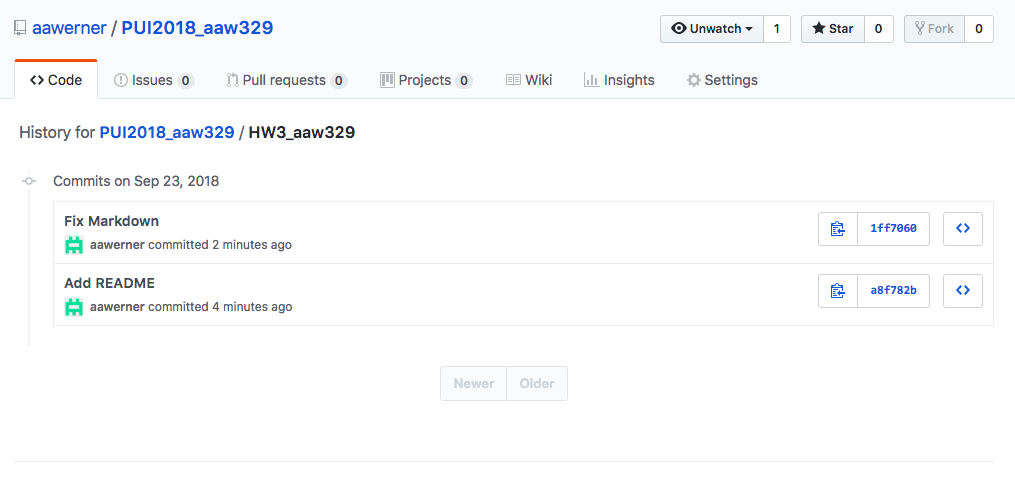 aawerner / PUI2018_aaw329
Unwatch 1 Star 0 Fork 0
Code Issues 0 Pull requests 0 Projects 0 Wiki Insights Settings
History for PUI2018_aaw329 / HW3_aaw329
Commits on Sep 23, 2018
Fix Markdown
aawerner committed 2 minutes ago
1ff7060
Add README
aawerner committed 4 minutes ago
a8f782b
Newer Older